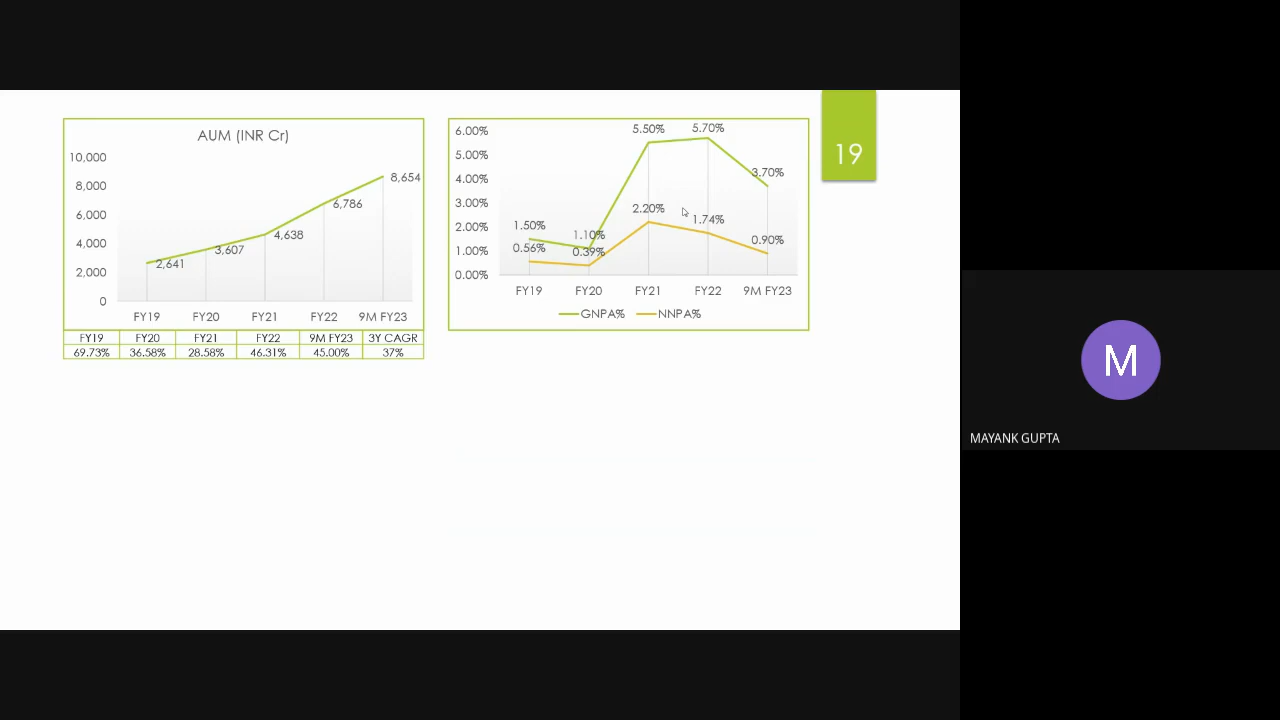 AUM (INR Cr)
10,000
8,000
6,000
4,000
2,000
0
2,641
3,607
4,638
6,786
8,654
FY19 FY20 FY21 FY22 9M FY23
FY19 FY20 FY21 FY22 9M FY23 3Y CAGR
69.73% 36.58% 28.58% 46.31% 45.00% 37%
6.00%
5.00%
4.00%
3.00%
2.00%
1.00%
0.00%
1.50% 1.10% 5.50% 5.70% 3.70%
0.56% 0.39% 2.20% 1.74% 0.90%
FY19 FY20 FY21 FY22 9M FY23
GNPA% NNPA%
19
M
MAYANK GUPTA